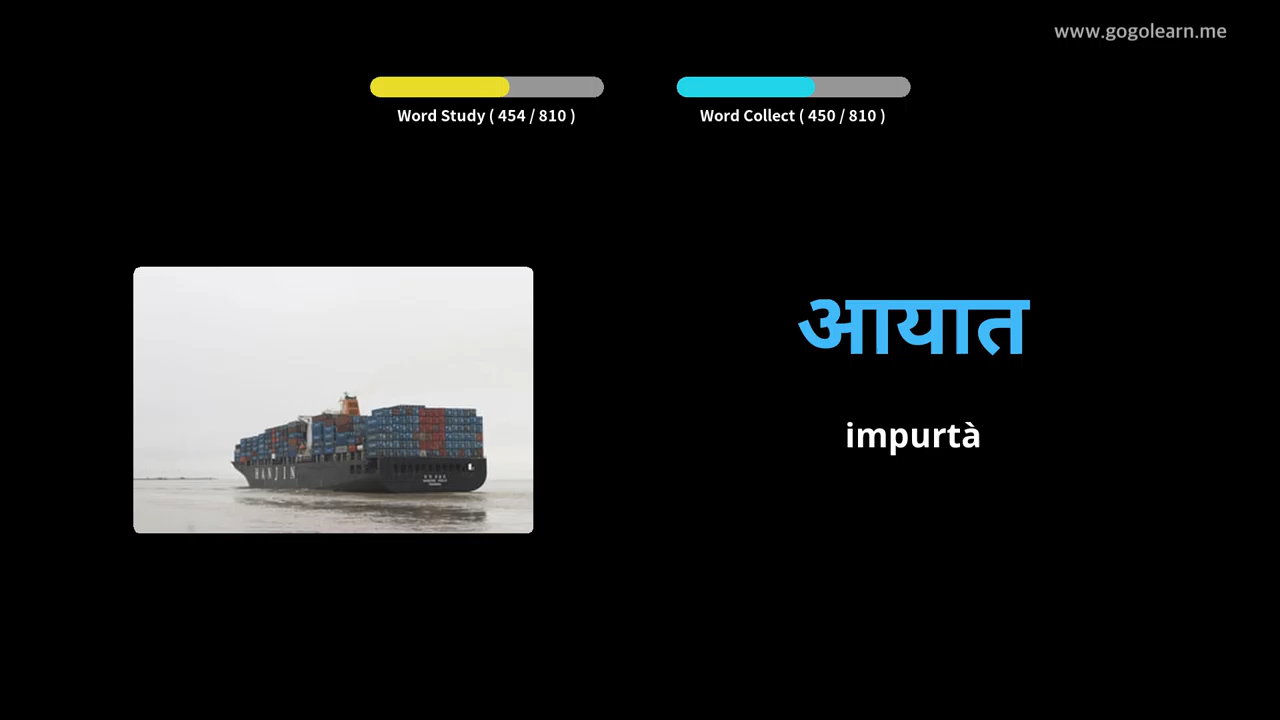 www.gogolearn.me
Word Study ( 454 / 810 )
Word Collect ( 450 / 810 )
आयात
impurtà
HANJIN